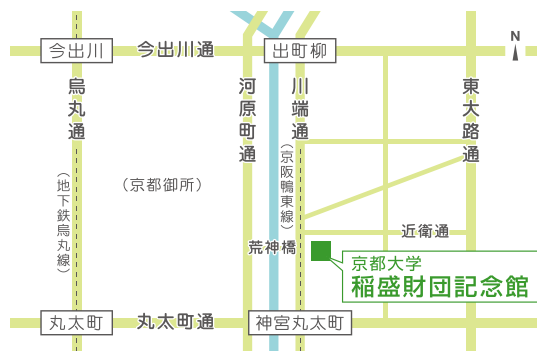 N
今出川
今出川通
出町柳
烏丸通
河原町通
川端通
東大路通
（京都御所）
（地下鉄烏丸線）
（京阪鴨東線）
近衛通
荒神橋
京都大学
稲盛財団記念館
丸太町
丸太町通
神宮丸太町